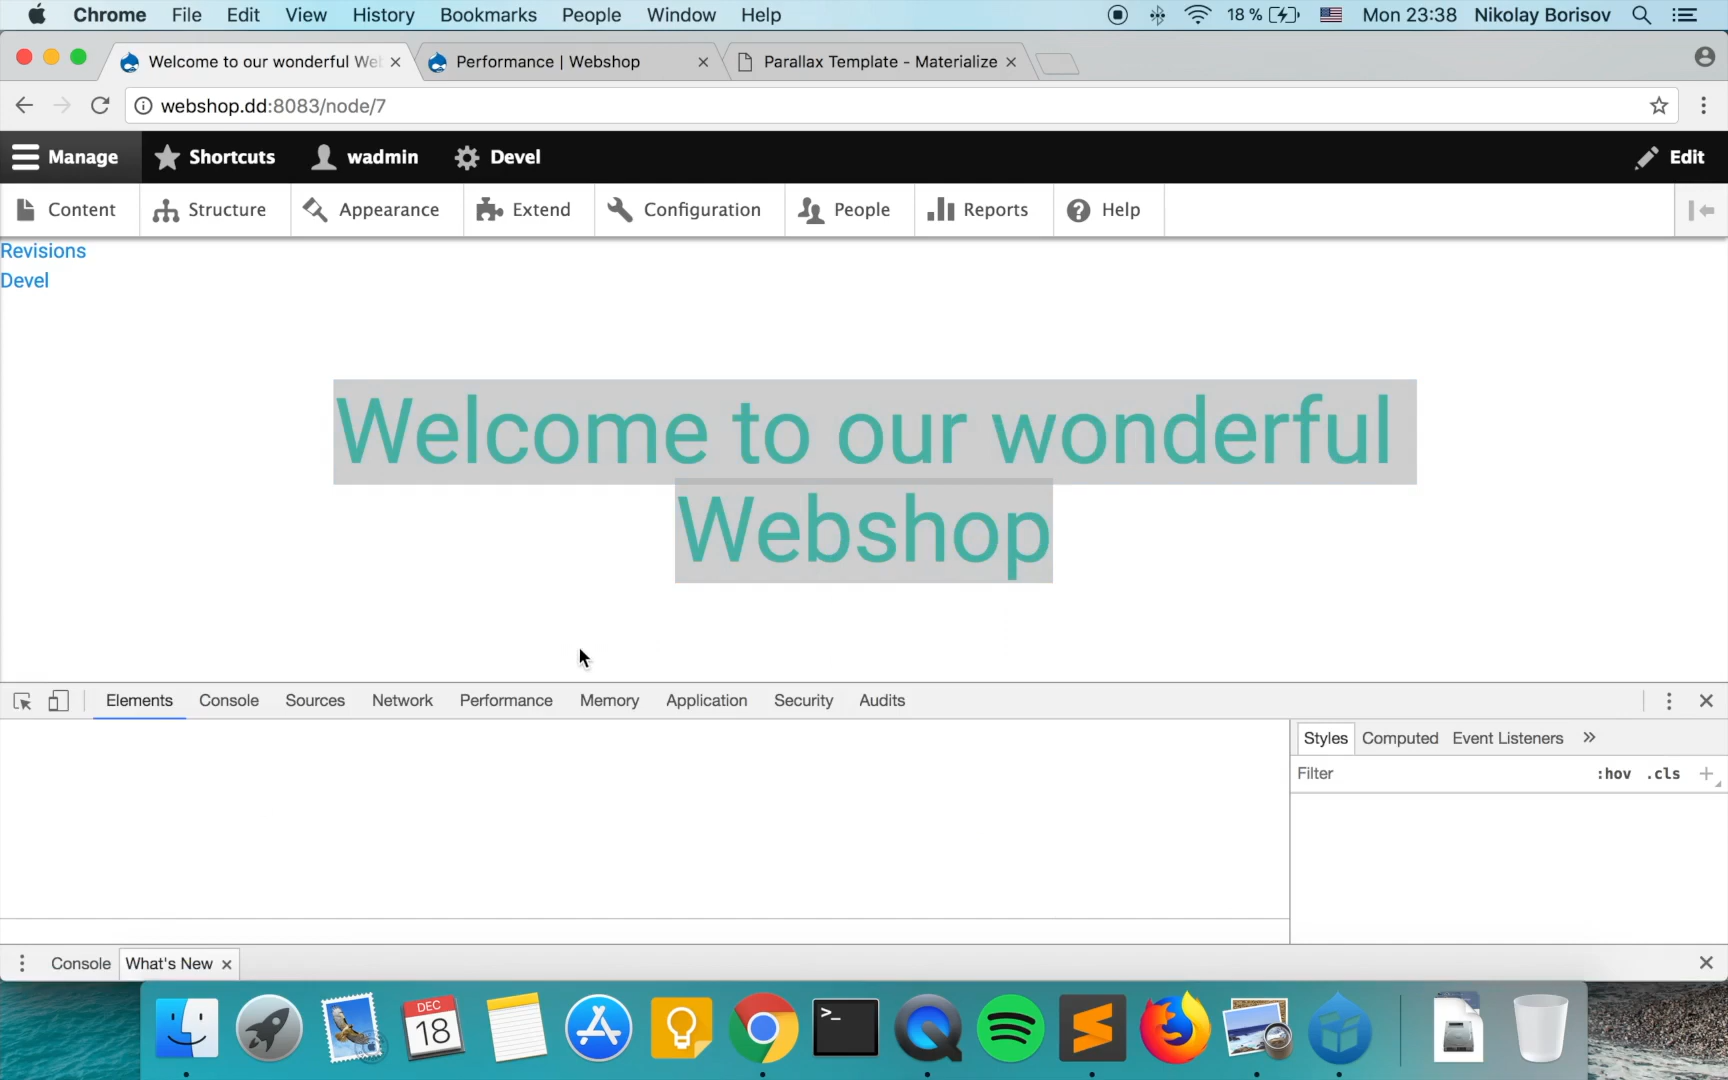 Chrome File Edit View History Bookmarks People Window Help 18 % Mon 23:38 Nikolay Borisov
Welcome to our wonderful We Performance | Webshop Parallax Template - Materialize
webshop.dd:8083/node/7
Manage Shortcuts wadmin Devel Edit
Content Structure Appearance Extend Configuration People Reports Help
Revisions
Devel
Welcome to our wonderful
Webshop
Elements Console Sources Network Performance Memory Application Security Audits
Styles Computed Event Listeners »
Filter :hov .cls +
Console What's New
DEC
18